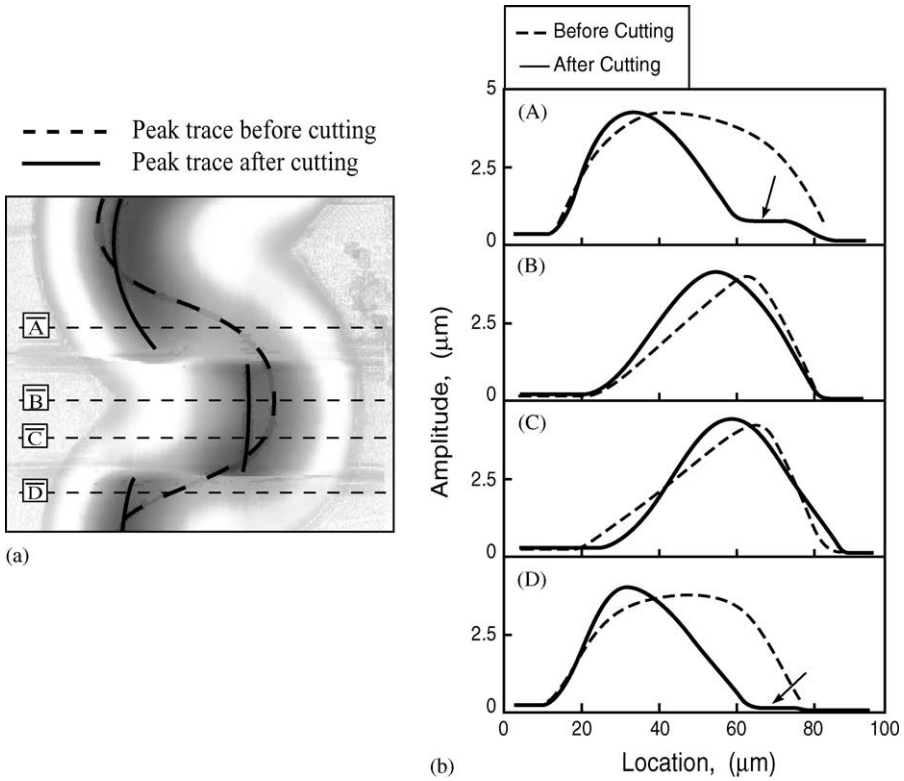 Peak trace before cutting
Peak trace after cutting
A
B
C
D
(a)
Before Cutting
After Cutting
5
(A)
2.5
0
(B)
2.5
0
(C)
2.5
0
(D)
2.5
0
0 20 40 60 80 100
Amplitude, (μm)
Location, (μm)
(b)